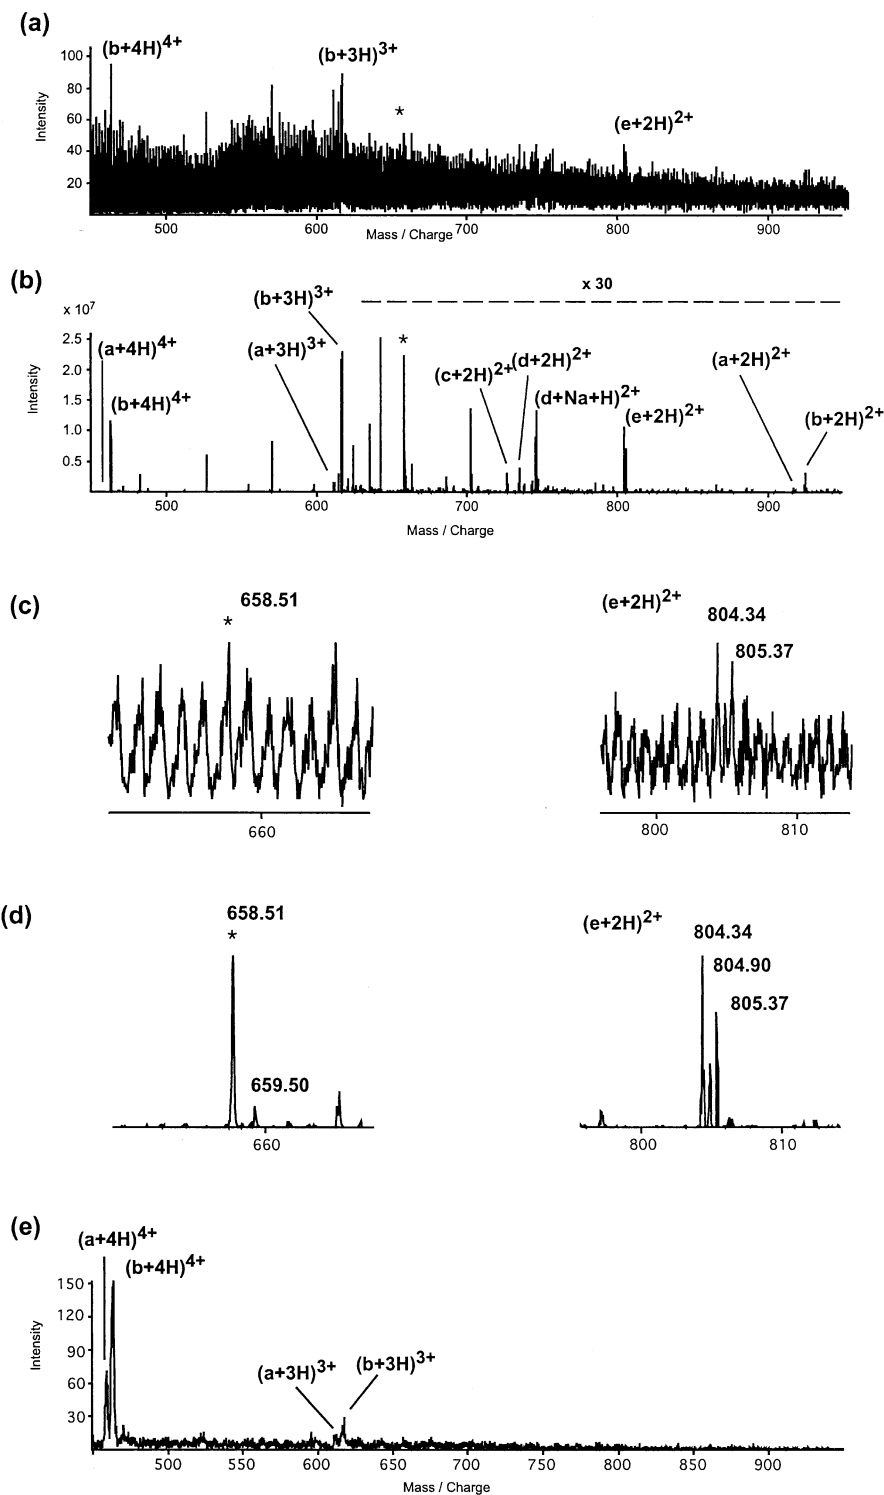 (a)
(b+4H)4+
(b+3H)3+
*
(e+2H)2+
Intensity
100
80
60
40
20
500
600
700
800
900
Mass / Charge
(b)
x 10^7
x 30
(b+3H)3+
(a+4H)4+
(a+3H)3+
*
(c+2H)2+
(d+2H)2+
(a+2H)2+
(b+4H)4+
(d+Na+H)2+
(e+2H)2+
(b+2H)2+
Intensity
2.5
2.0
1.5
1.0
0.5
500
600
700
800
900
Mass / Charge
(c)
658.51
*
660
(e+2H)2+
804.34
805.37
800
810
(d)
658.51
*
659.50
660
(e+2H)2+
804.34
804.90
805.37
800
810
(e)
(a+4H)4+
(b+4H)4+
(a+3H)3+
(b+3H)3+
Intensity
150
120
90
60
30
500
550
600
650
700
750
800
850
900
Mass / Charge